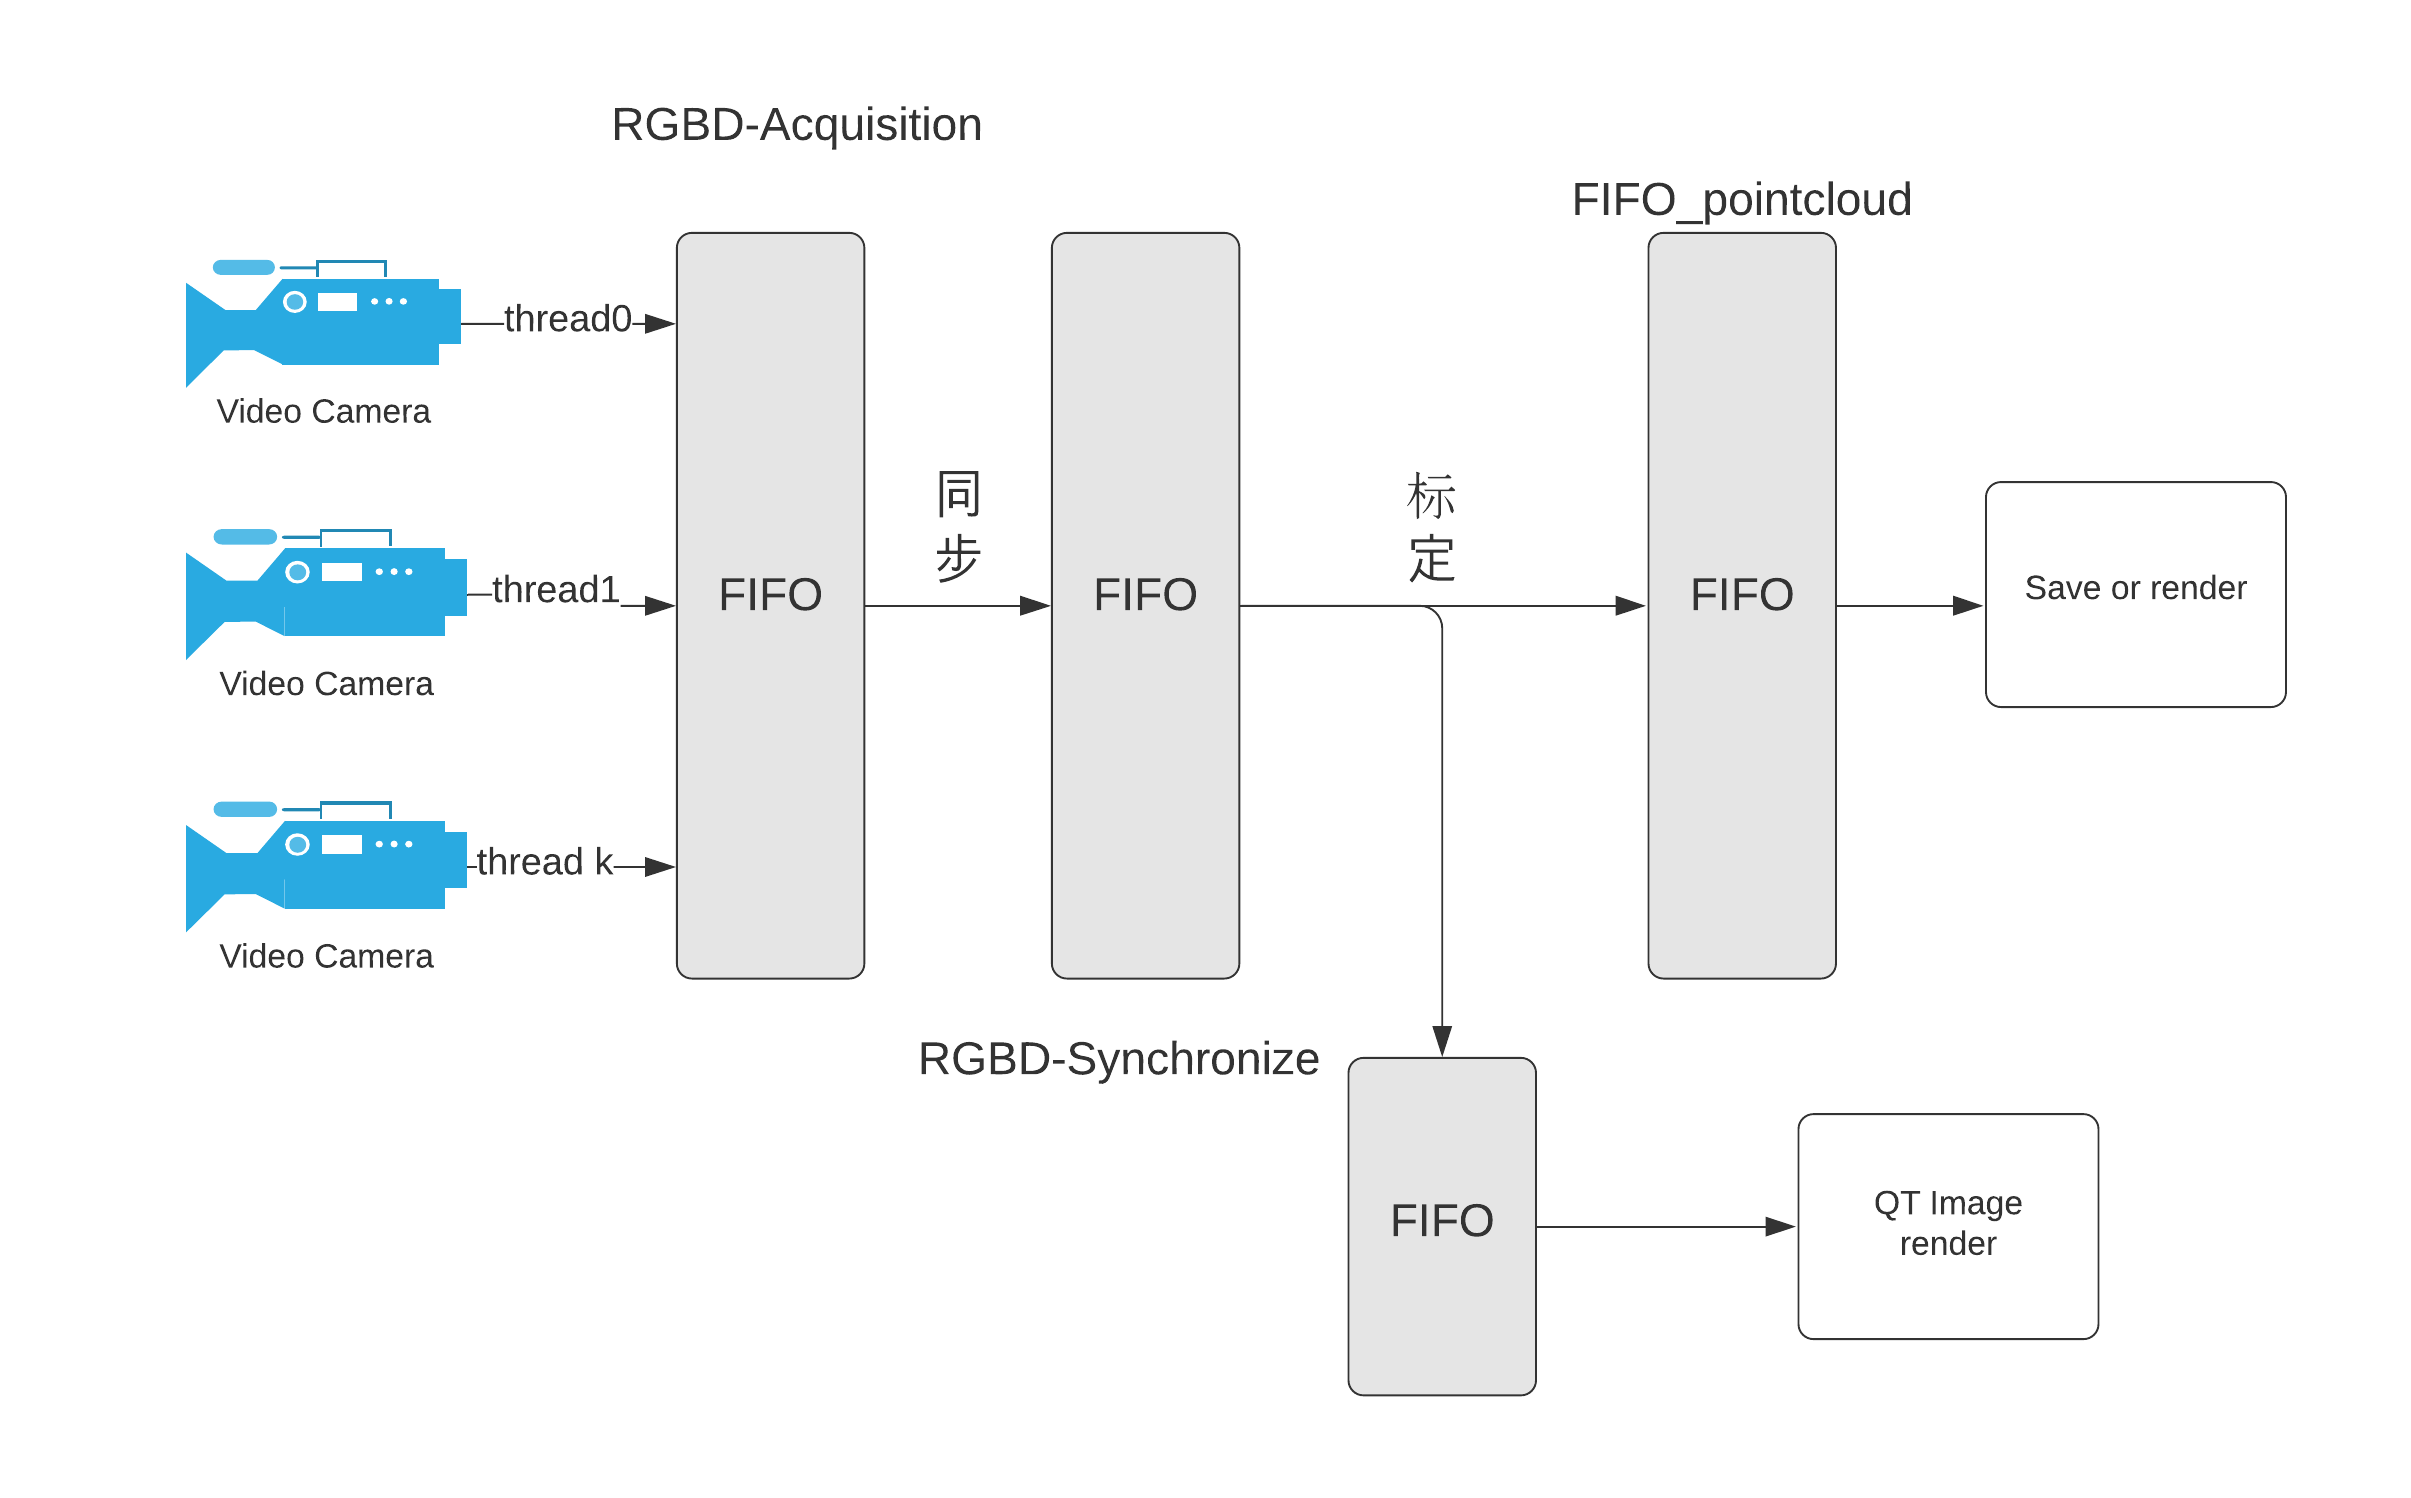 RGBD-Acquisition
FIFO_pointcloud
thread0
Video Camera
thread1
Video Camera
thread k
Video Camera
FIFO
同
步
FIFO
标
定
FIFO
Save or render
RGBD-Synchronize
FIFO
QT Image
render